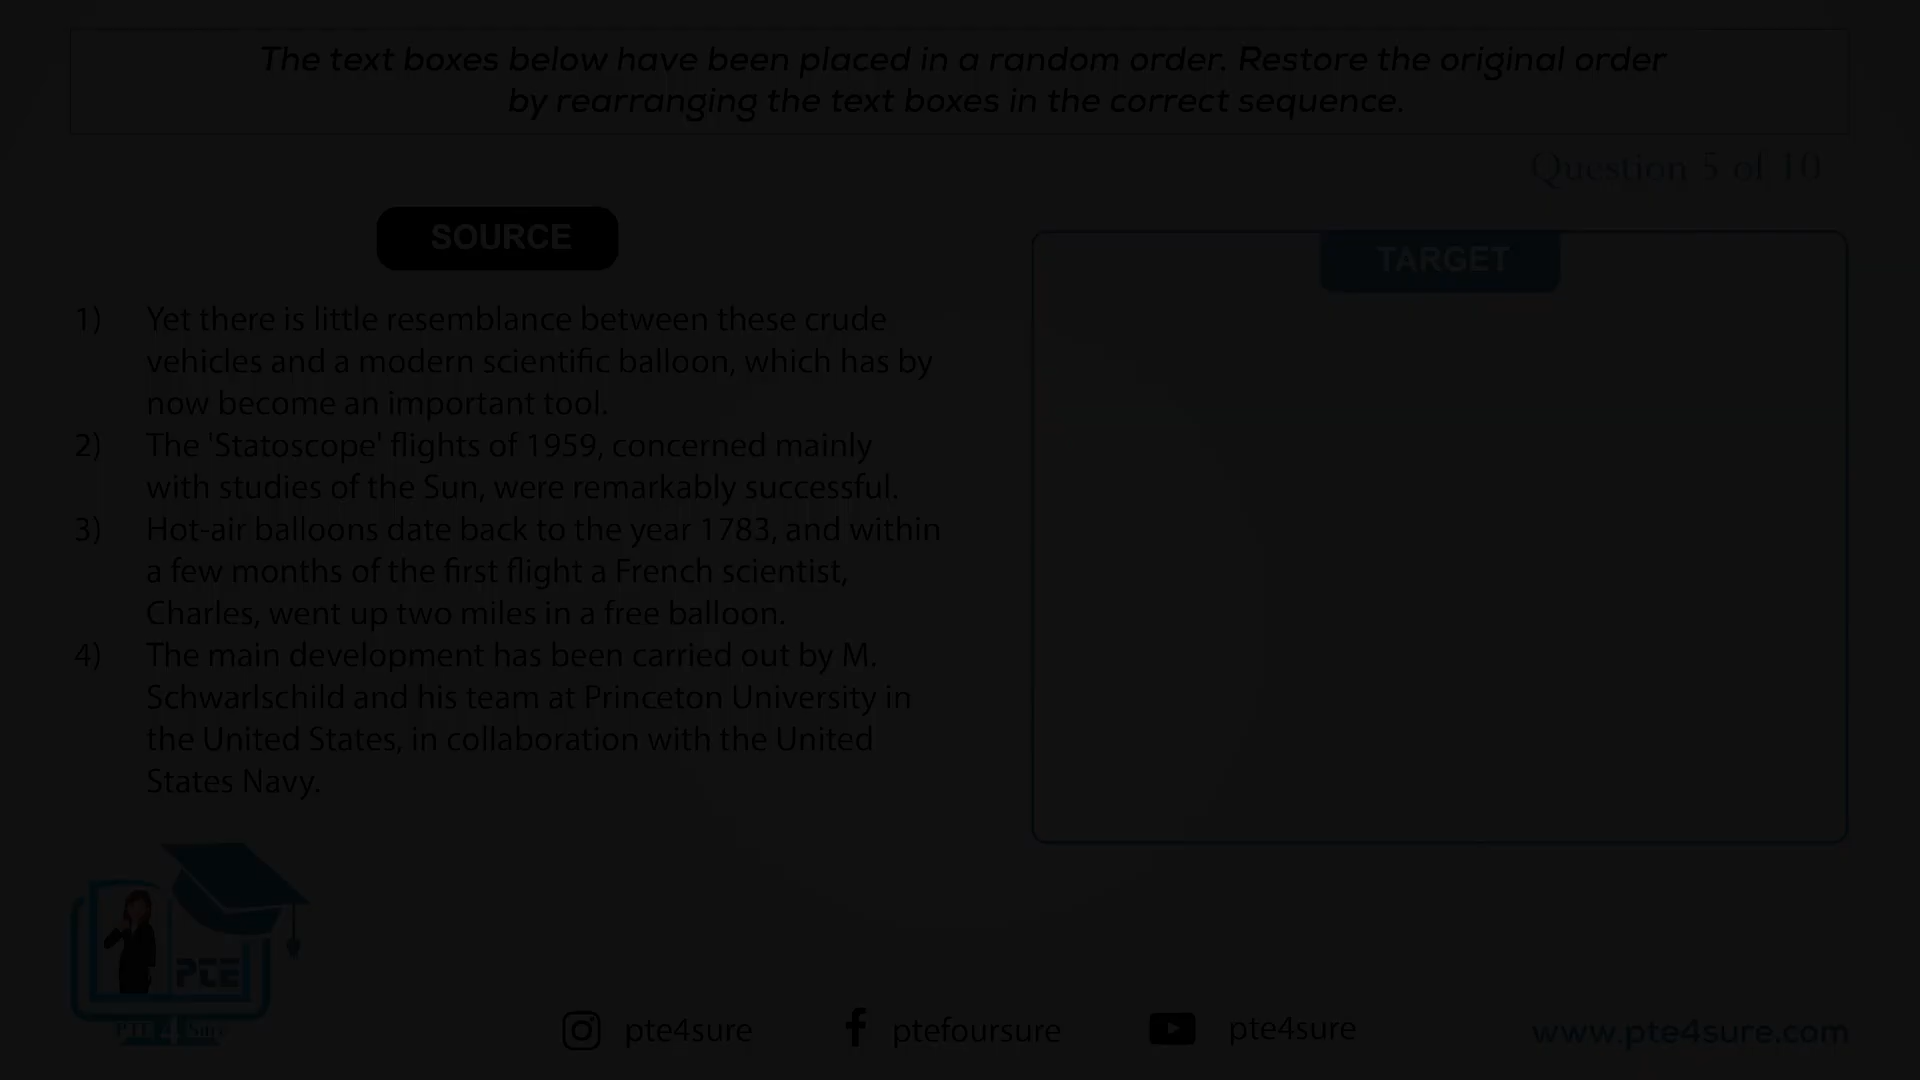 The text boxes below have been placed in a random order. Restore the original order
by rearranging the text boxes in the correct sequence.
Question 5 of 10
SOURCE
TARGET
1) Yet there is little resemblance between these crude
vehicles and a modern scientific balloon, which has by
now become an important tool.
2) The 'Statoscope' flights of 1959, concerned mainly
with studies of the Sun, were remarkably successful.
3) Hot-air balloons date back to the year 1783, and within
a few months of the first flight a French scientist,
Charles, went up two miles in a free balloon.
4) The main development has been carried out by M.
Schwarlschild and his team at Princeton University in
the United States, in collaboration with the United
States Navy.
PTE
PTE 4 Sure
pte4sure
ptefoursure
pte4sure
www.pte4sure.com